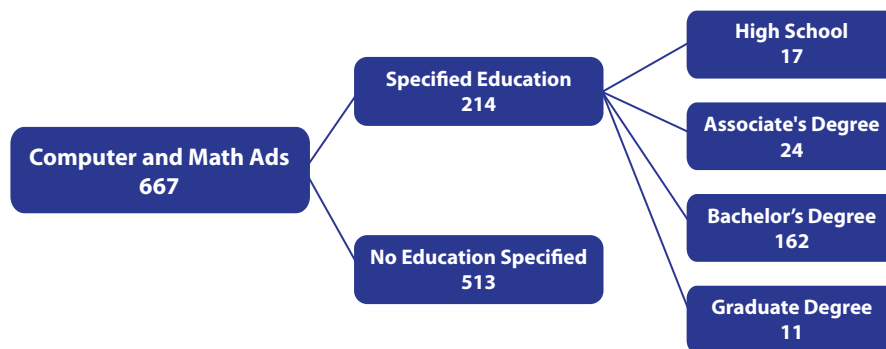 Computer and Math Ads
667
Specified Education
214
No Education Specified
513
High School
17
Associate's Degree
24
Bachelor’s Degree
162
Graduate Degree
11